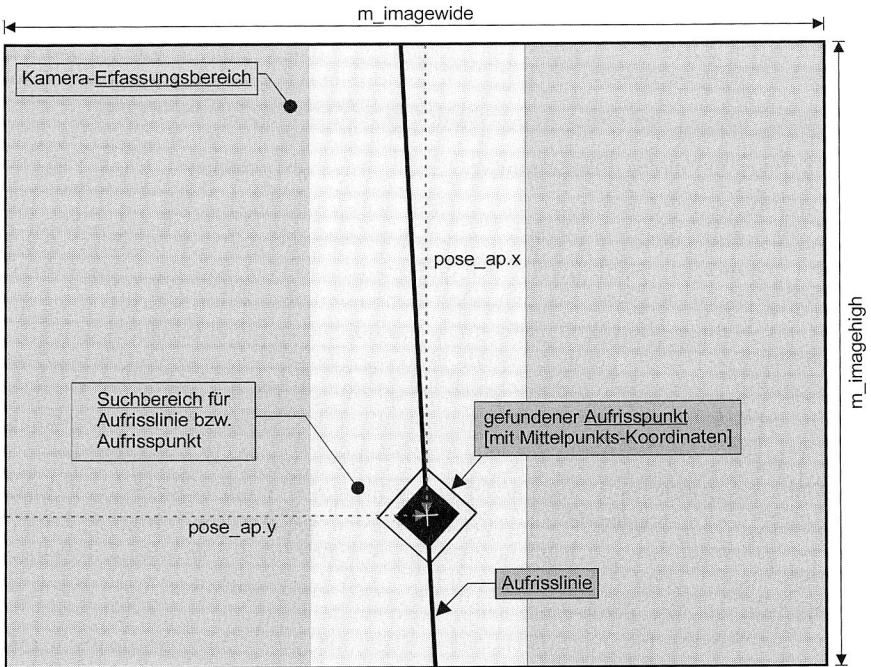 m_imagewide
Kamera-Erfassungsbereich
pose_ap.x
m_imagehigh
Suchbereich für
Aufrisslinie bzw.
Aufrisspunkt
gefundener Aufrisspunkt
[mit Mittelpunkts-Koordinaten]
pose_ap.y
Aufrisslinie